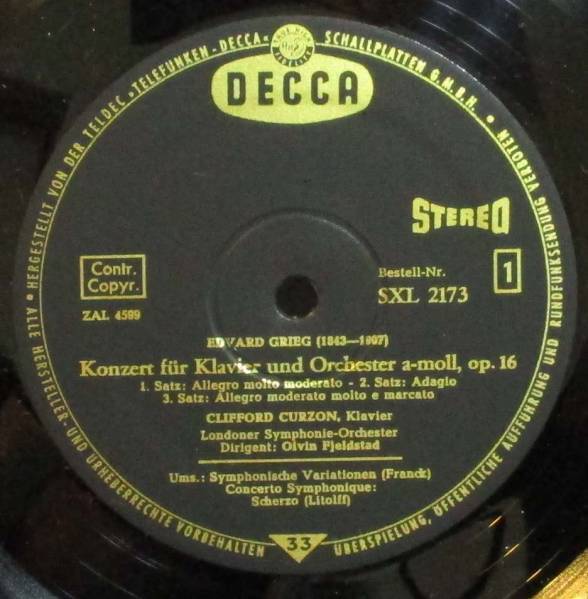 ALLE HERSTELLER- UND URHEBERRECHTE VORBEHALTEN
HERGESTELLT VON DER TELDEC »TELEFUNKEN-DECCA« SCHALLPLATTEN G.M.B.H.
ÜBERSPIELUNG, ÖFFENTLICHE AUFFÜHRUNG UND RUNDFUNKSENDUNG VERBOTEN
DECCA
STEREO
Contr.
Copyr.
ZAL 4599
Bestell-Nr.
SXL 2173
1
EDVARD GRIEG (1843—1907)
Konzert für Klavier und Orchester a-moll, op. 16
1. Satz: Allegro molto moderato - 2. Satz: Adagio
3. Satz: Allegro moderato molto e marcato
CLIFFORD CURZON, Klavier
Londoner Symphonie-Orchester
Dirigent: Oivin Fjeldstad
Ums.: Symphonische Variationen (Franck)
Concerto Symphonique:
Scherzo (Litolff)
33